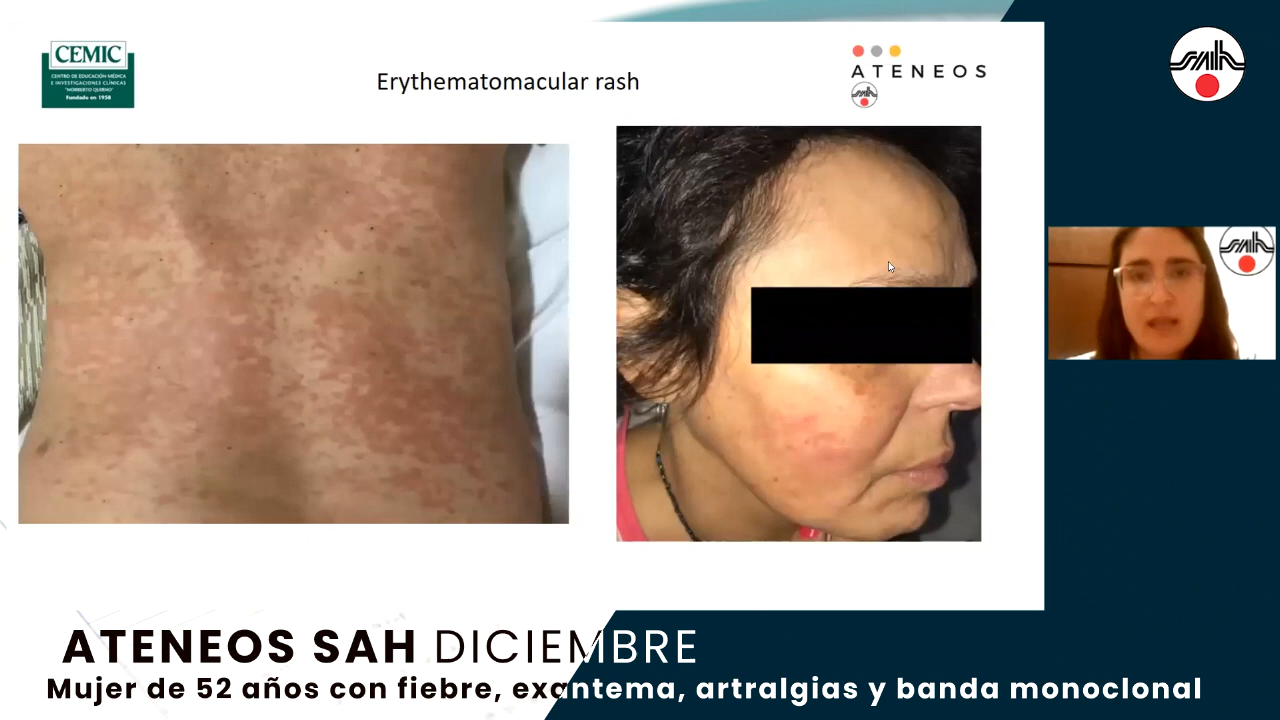 CEMIC
CENTRO DE EDUCACIÓN MÉDICA
E INVESTIGACIONES CLÍNICAS
"NORBERTO QUIRNO"
Fundado en 1958
Erythematomacular rash
ATENEOS
ATENEOS SAH DICIEMBRE
Mujer de 52 años con fiebre, exantema, artralgias y banda monoclonal